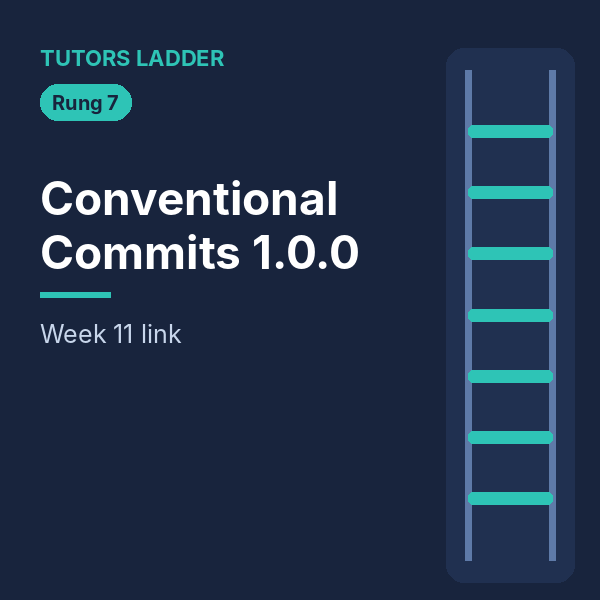 TUTORS LADDER
Rung 7
Conventional
Commits 1.0.0
Week 11 link